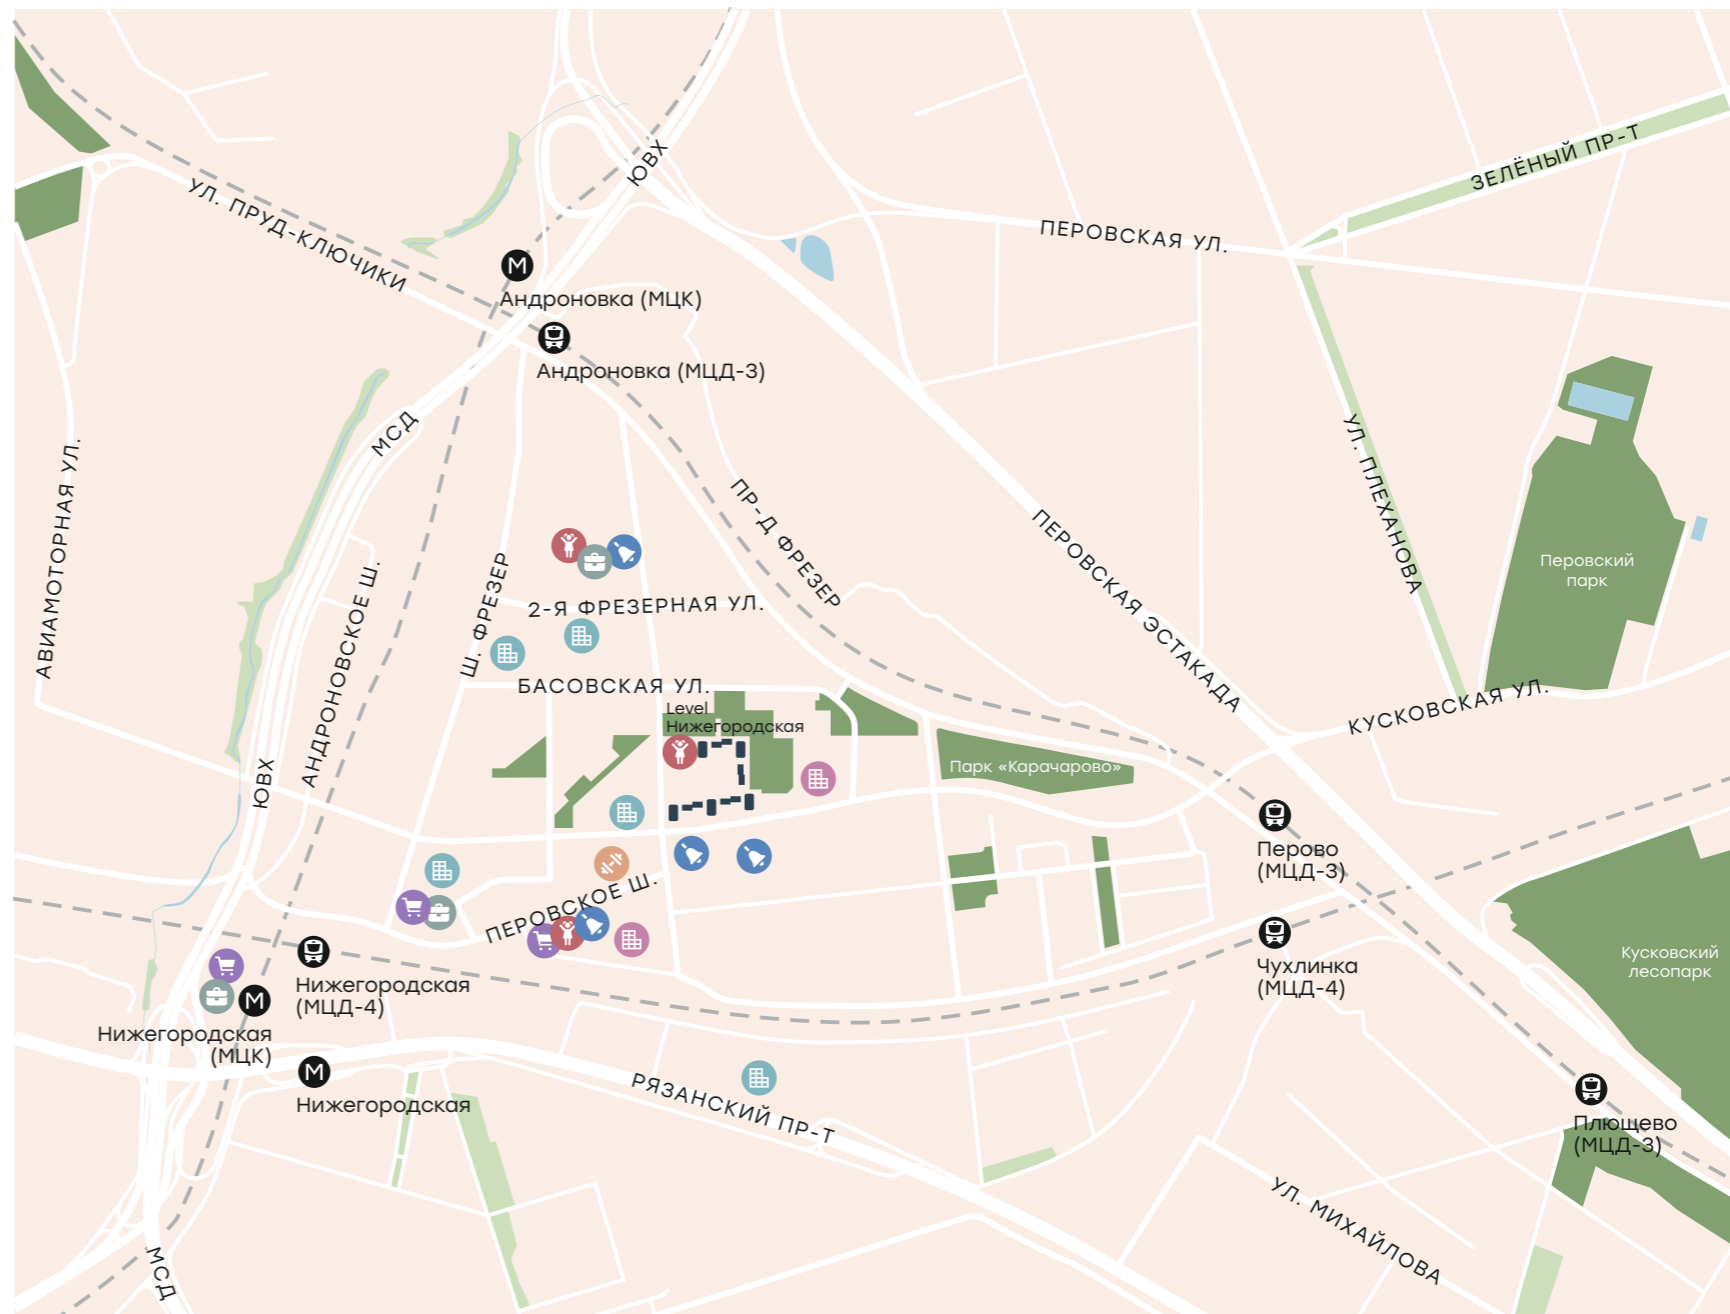 ЗЕЛЁНЫЙ ПР-Т
ЮВХ
УЛ. ПРУД-КЛЮЧИКИ
ПЕРОВСКАЯ УЛ.
М
Андроновка (МЦК)
Андроновка (МЦД-3)
МСД
АВИАМОТОРНАЯ УЛ.
УЛ. ПЛЕХАНОВА
ПР-Д ФРЕЗЕР
ПЕРОВСКАЯ ЭСТАКАДА
Перовский
парк
АНДРОНОВСКОЕ Ш.
Ш. ФРЕЗЕР
2-Я ФРЕЗЕРНАЯ УЛ.
БАСОВСКАЯ УЛ.
Level
Нижегородская
КУСКОВСКАЯ УЛ.
Парк «Карачарово»
ЮВХ
Перово
(МЦД-3)
ПЕРОВСКОЕ Ш.
Кусковский
лесопарк
Чухлинка
(МЦД-4)
Нижегородская
(МЦД-4)
М
Нижегородская
(МЦК)
М
Нижегородская
РЯЗАНСКИЙ ПР-Т
Плющево
(МЦД-3)
УЛ. МИХАЙЛОВА
МСД